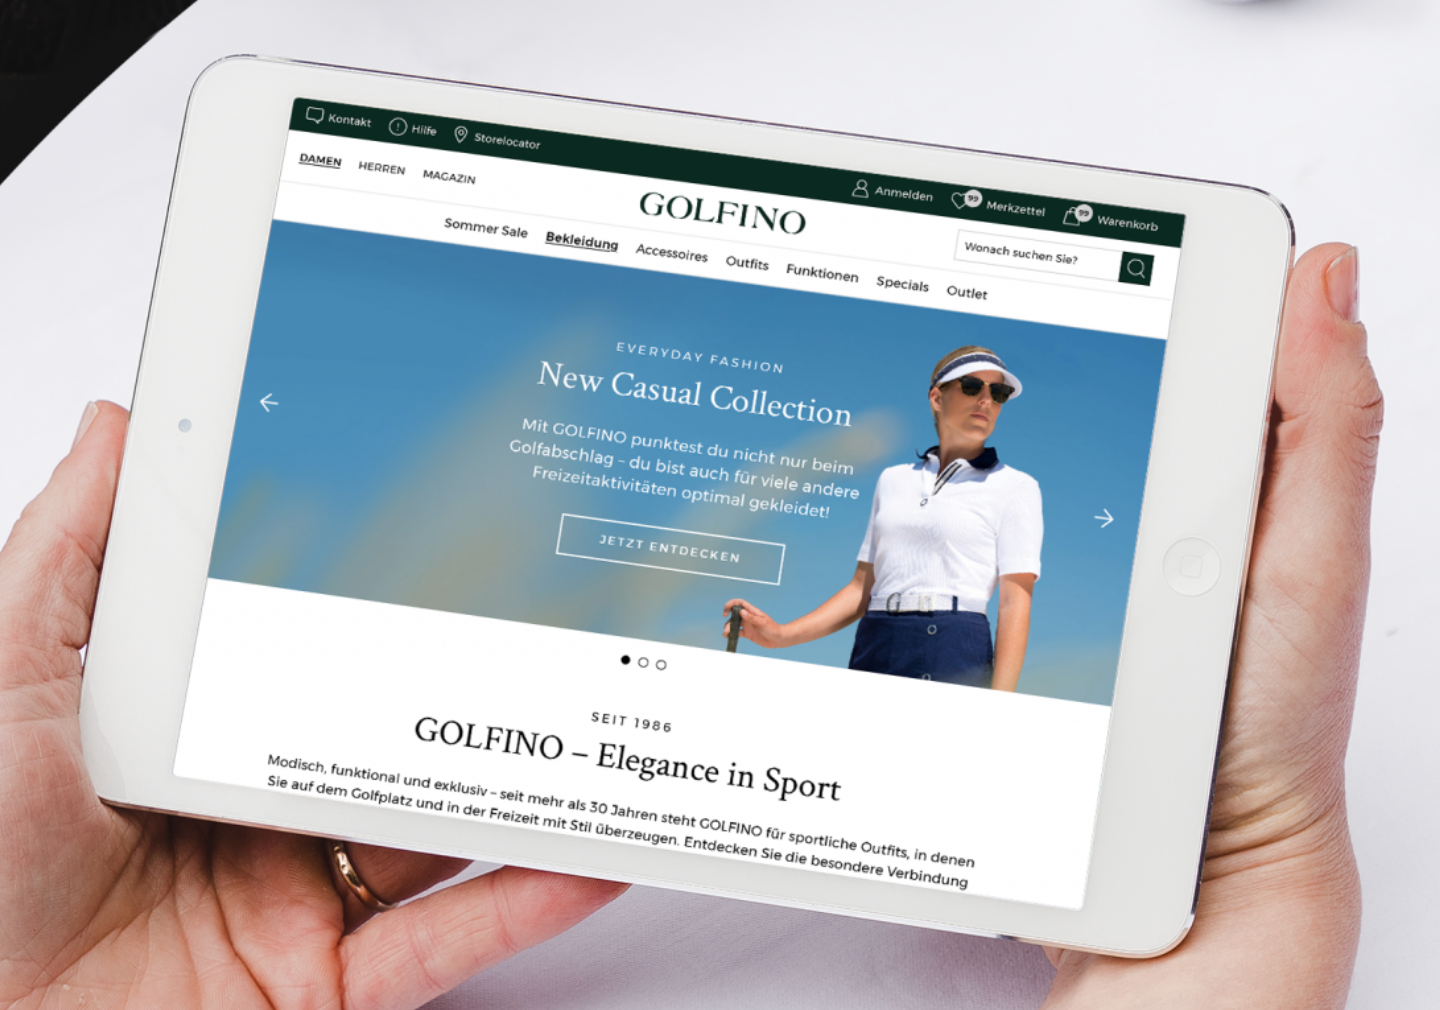 Kontakt Hilfe Storelocator
Anmelden 99 Merkzettel 99 Warenkorb
DAMEN HERREN MAGAZIN
GOLFINO
Wonach suchen Sie?
Sommer Sale Bekleidung Accessoires Outfits Funktionen Specials Outlet
EVERYDAY FASHION
New Casual Collection
Mit GOLFINO punktest du nicht nur beim
Golfabschlag – du bist auch für viele andere
Freizeitaktivitäten optimal gekleidet!
JETZT ENTDECKEN
SEIT 1986
GOLFINO – Elegance in Sport
Modisch, funktional und exklusiv – seit mehr als 30 Jahren steht GOLFINO für sportliche Outfits, in denen
Sie auf dem Golfplatz und in der Freizeit mit Stil überzeugen. Entdecken Sie die besondere Verbindung